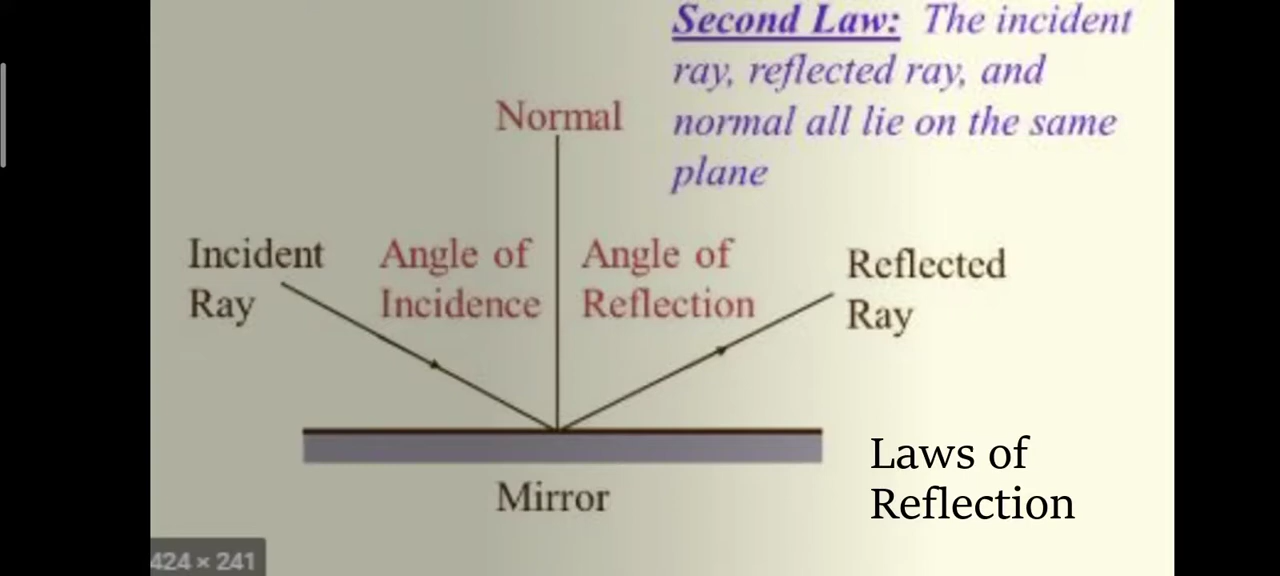 Second Law: The incident
ray, reflected ray, and
normal all lie on the same
plane
Normal
Incident
Ray
Angle of
Incidence
Angle of
Reflection
Reflected
Ray
Mirror
Laws of
Reflection
424 × 241